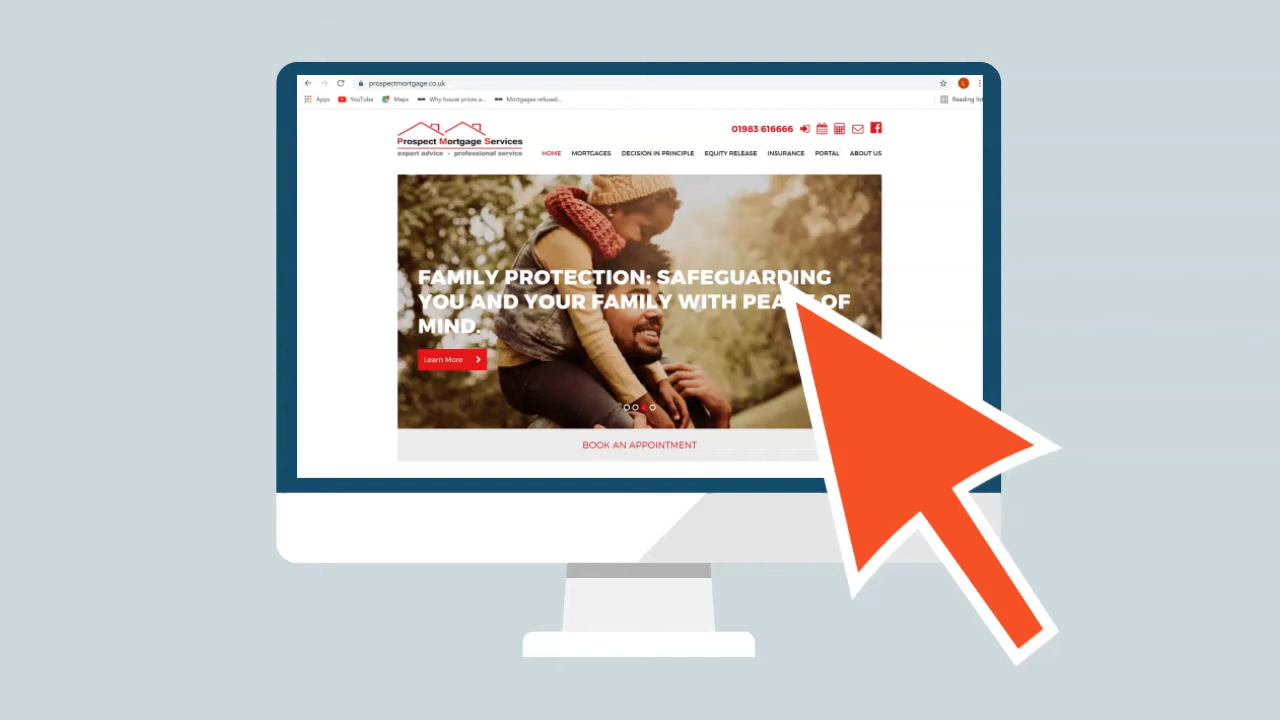 prospectmortgage.co.uk
Apps YouTube Maps Why house prices a... Mortgages refused... Reading list
01983 616666
Prospect Mortgage Services
expert advice - professional service
HOME MORTGAGES DECISION IN PRINCIPLE EQUITY RELEASE INSURANCE PORTAL ABOUT US
FAMILY PROTECTION: SAFEGUARDING
YOU AND YOUR FAMILY WITH PEACE OF
MIND.
Learn More
BOOK AN APPOINTMENT